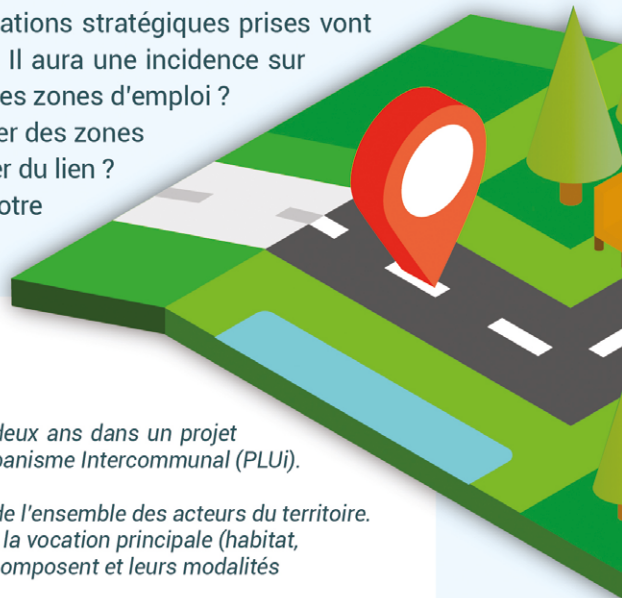 ations stratégiques prises vont
Il aura une incidence sur
es zones d'emploi ?
er des zones
er du lien ?
otre
deux ans dans un projet
banisme Intercommunal (PLUi).
de l'ensemble des acteurs du territoire.
la vocation principale (habitat,
omposent et leurs modalités